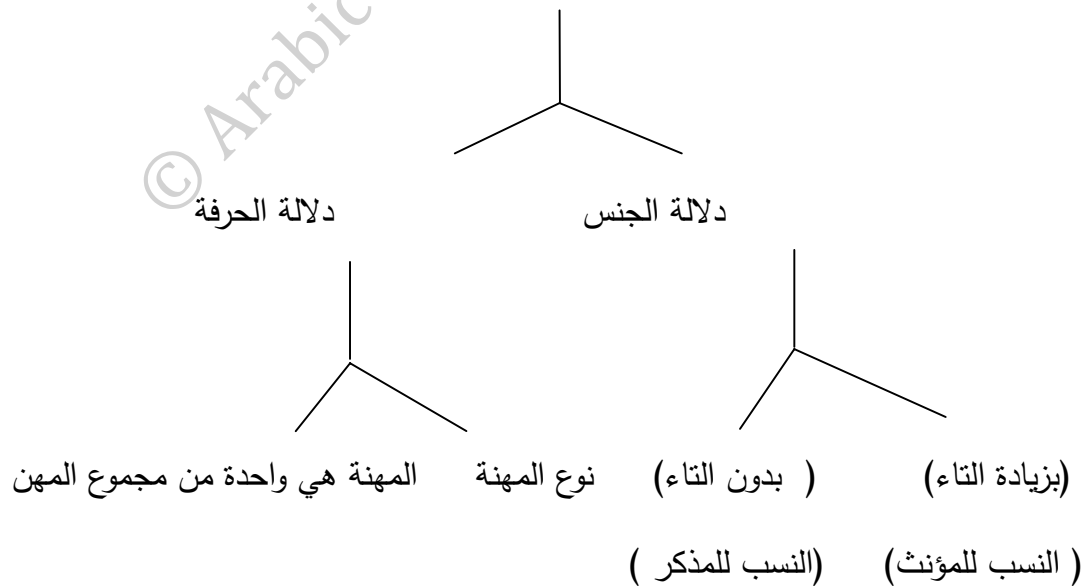 © Arabic
دلالة الجنس دلالة الحرفة
(بزيادة التاء) ( بدون التاء) نوع المهنة المهنة هي واحدة من مجموع المهن
( النسب للمؤنث) (النسب للمذكر )